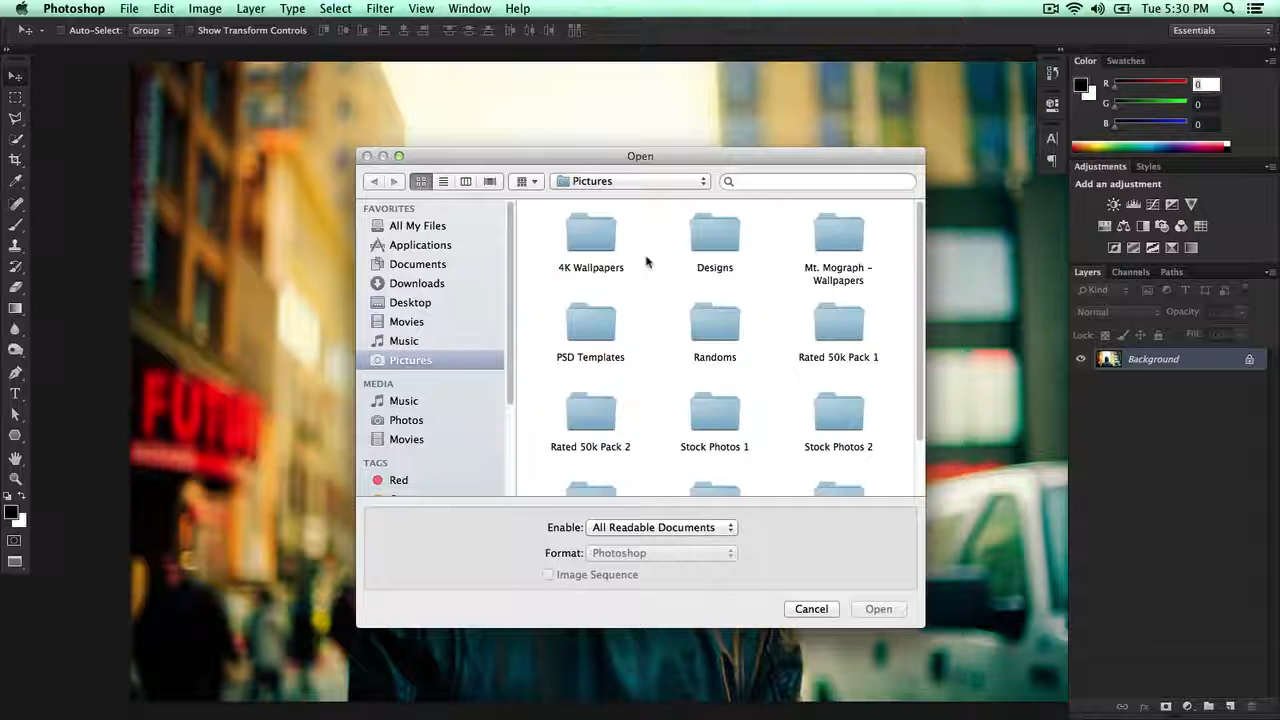 Photoshop File Edit Image Layer Type Select Filter View Window Help Tue 5:30 PM
Auto-Select: Group Show Transform Controls Essentials
Color Swatches
R 0
G 0
B 0
Adjustments Styles
Add an adjustment
Layers Channels Paths
Kind
Normal Opacity:
Lock: Fill:
Background
Open
Pictures
FAVORITES
All My Files
Applications
Documents
Downloads
Desktop
Movies
Music
Pictures
MEDIA
Music
Photos
Movies
TAGS
Red
4K Wallpapers Designs Mt. Mograph -
Wallpapers
PSD Templates Randoms Rated 50k Pack 1
Rated 50k Pack 2 Stock Photos 1 Stock Photos 2
Enable: All Readable Documents
Format: Photoshop
Image Sequence
Cancel Open